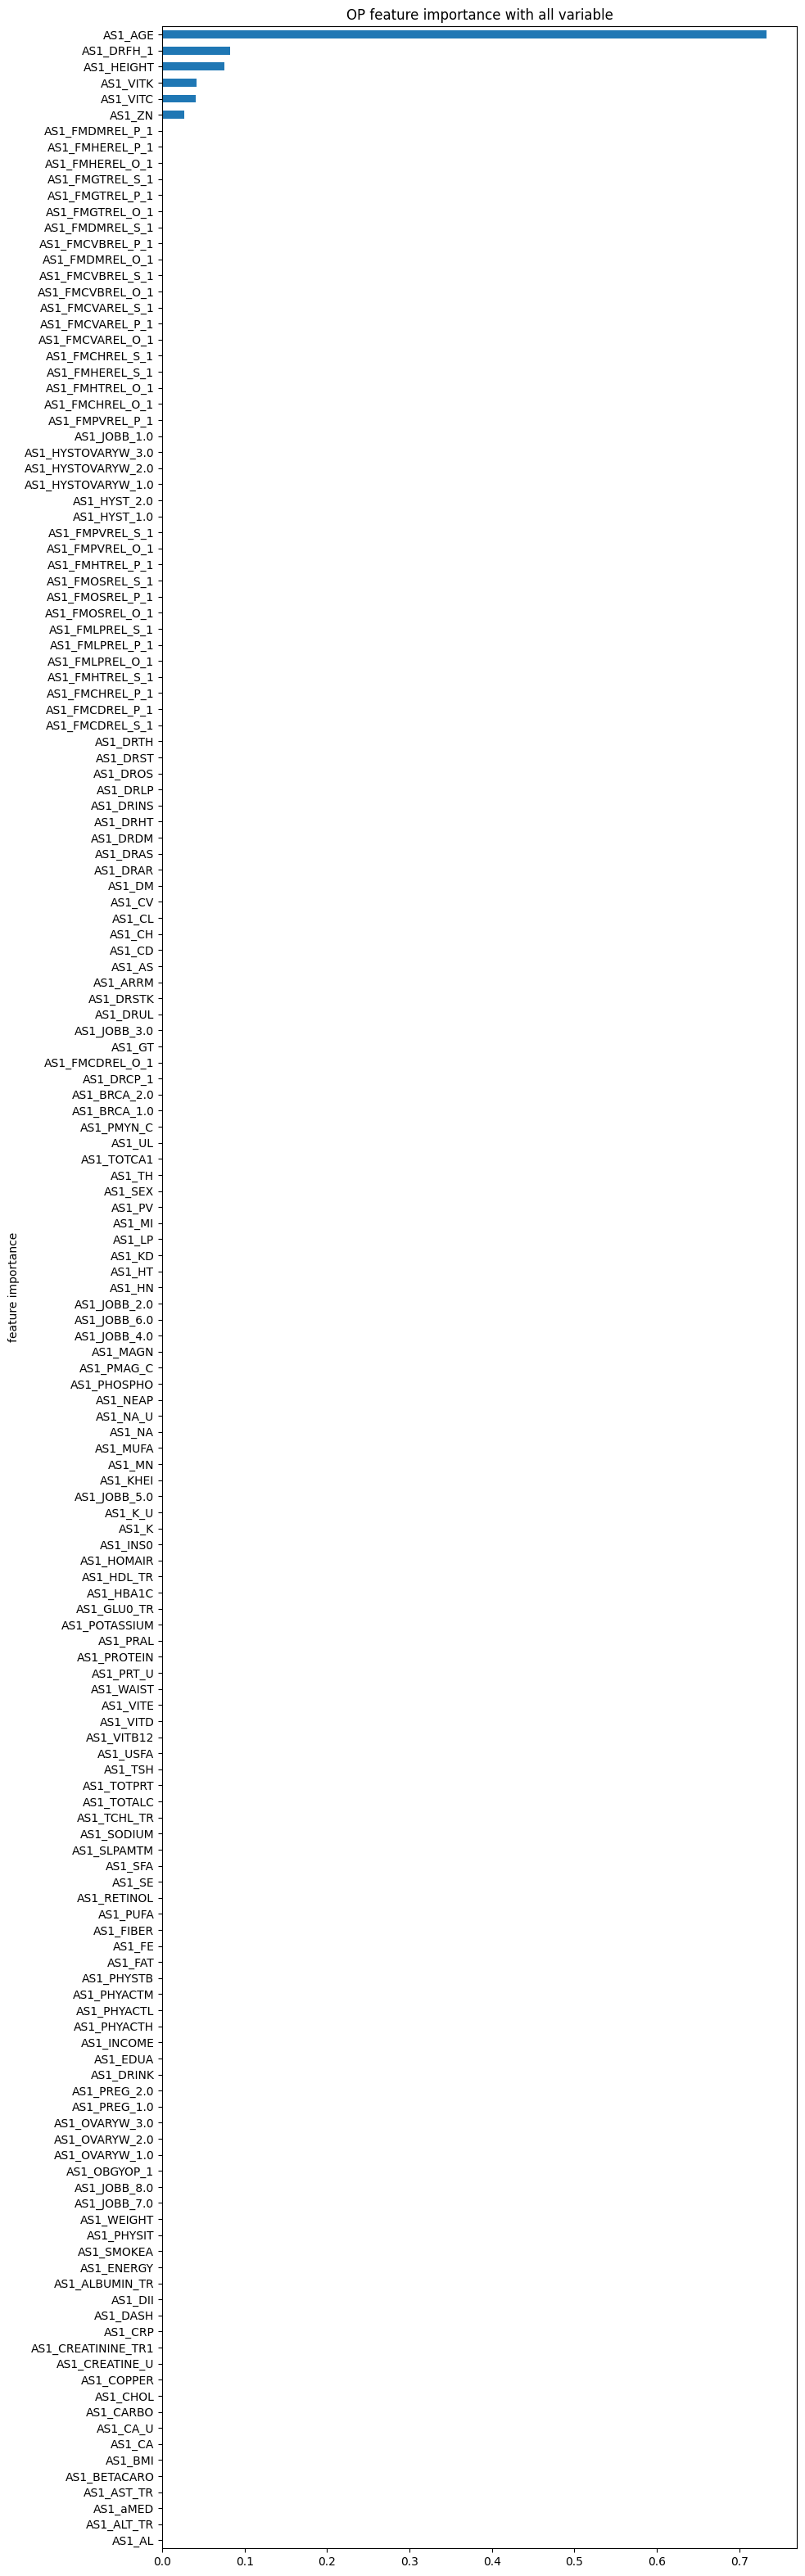 OP feature importance with all variable
AS1_AGE
AS1_DRFH_1
AS1_HEIGHT
AS1_VITK
AS1_VITC
AS1_ZN
AS1_FMDMREL_P_1
AS1_FMHEREL_P_1
AS1_FMHEREL_O_1
AS1_FMGTREL_S_1
AS1_FMGTREL_P_1
AS1_FMGTREL_O_1
AS1_FMDMREL_S_1
AS1_FMCVBREL_P_1
AS1_FMDMREL_O_1
AS1_FMCVBREL_S_1
AS1_FMCVBREL_O_1
AS1_FMCVAREL_S_1
AS1_FMCVAREL_P_1
AS1_FMCVAREL_O_1
AS1_FMCHREL_S_1
AS1_FMHEREL_S_1
AS1_FMHTREL_O_1
AS1_FMCHREL_O_1
AS1_FMPVREL_P_1
AS1_JOBB_1.0
AS1_HYSTOVARYW_3.0
AS1_HYSTOVARYW_2.0
AS1_HYSTOVARYW_1.0
AS1_HYST_2.0
AS1_HYST_1.0
AS1_FMPVREL_S_1
AS1_FMPVREL_O_1
AS1_FMHTREL_P_1
AS1_FMOSREL_S_1
AS1_FMOSREL_P_1
AS1_FMOSREL_O_1
AS1_FMLPREL_S_1
AS1_FMLPREL_P_1
AS1_FMLPREL_O_1
AS1_FMHTREL_S_1
AS1_FMCHREL_P_1
AS1_FMCDREL_P_1
AS1_FMCDREL_S_1
AS1_DRTH
AS1_DRST
AS1_DROS
AS1_DRLP
AS1_DRINS
AS1_DRHT
AS1_DRDM
AS1_DRAS
AS1_DRAR
AS1_DM
AS1_CV
AS1_CL
AS1_CH
AS1_CD
AS1_AS
AS1_ARRM
AS1_DRSTK
AS1_DRUL
AS1_JOBB_3.0
AS1_GT
AS1_FMCDREL_O_1
AS1_DRCP_1
AS1_BRCA_2.0
AS1_BRCA_1.0
AS1_PMYN_C
AS1_UL
AS1_TOTCA1
AS1_TH
AS1_SEX
AS1_PV
AS1_MI
AS1_LP
AS1_KD
AS1_HT
AS1_HN
AS1_JOBB_2.0
AS1_JOBB_6.0
AS1_JOBB_4.0
AS1_MAGN
AS1_PMAG_C
AS1_PHOSPHO
AS1_NEAP
AS1_NA_U
AS1_NA
AS1_MUFA
AS1_MN
AS1_KHEI
AS1_JOBB_5.0
AS1_K_U
AS1_K
AS1_INS0
AS1_HOMAIR
AS1_HDL_TR
AS1_HBA1C
AS1_GLU0_TR
AS1_POTASSIUM
AS1_PRAL
AS1_PROTEIN
AS1_PRT_U
AS1_WAIST
AS1_VITE
AS1_VITD
AS1_VITB12
AS1_USFA
AS1_TSH
AS1_TOTPRT
AS1_TOTALC
AS1_TCHL_TR
AS1_SODIUM
AS1_SLPAMTM
AS1_SFA
AS1_SE
AS1_RETINOL
AS1_PUFA
AS1_FIBER
AS1_FE
AS1_FAT
AS1_PHYSTB
AS1_PHYACTM
AS1_PHYACTL
AS1_PHYACTH
AS1_INCOME
AS1_EDUA
AS1_DRINK
AS1_PREG_2.0
AS1_PREG_1.0
AS1_OVARYW_3.0
AS1_OVARYW_2.0
AS1_OVARYW_1.0
AS1_OBGYOP_1
AS1_JOBB_8.0
AS1_JOBB_7.0
AS1_WEIGHT
AS1_PHYSIT
AS1_SMOKEA
AS1_ENERGY
AS1_ALBUMIN_TR
AS1_DII
AS1_DASH
AS1_CRP
AS1_CREATININE_TR1
AS1_CREATINE_U
AS1_COPPER
AS1_CHOL
AS1_CARBO
AS1_CA_U
AS1_CA
AS1_BMI
AS1_BETACARO
AS1_AST_TR
AS1_aMED
AS1_ALT_TR
AS1_AL
feature importance
0.0 0.1 0.2 0.3 0.4 0.5 0.6 0.7